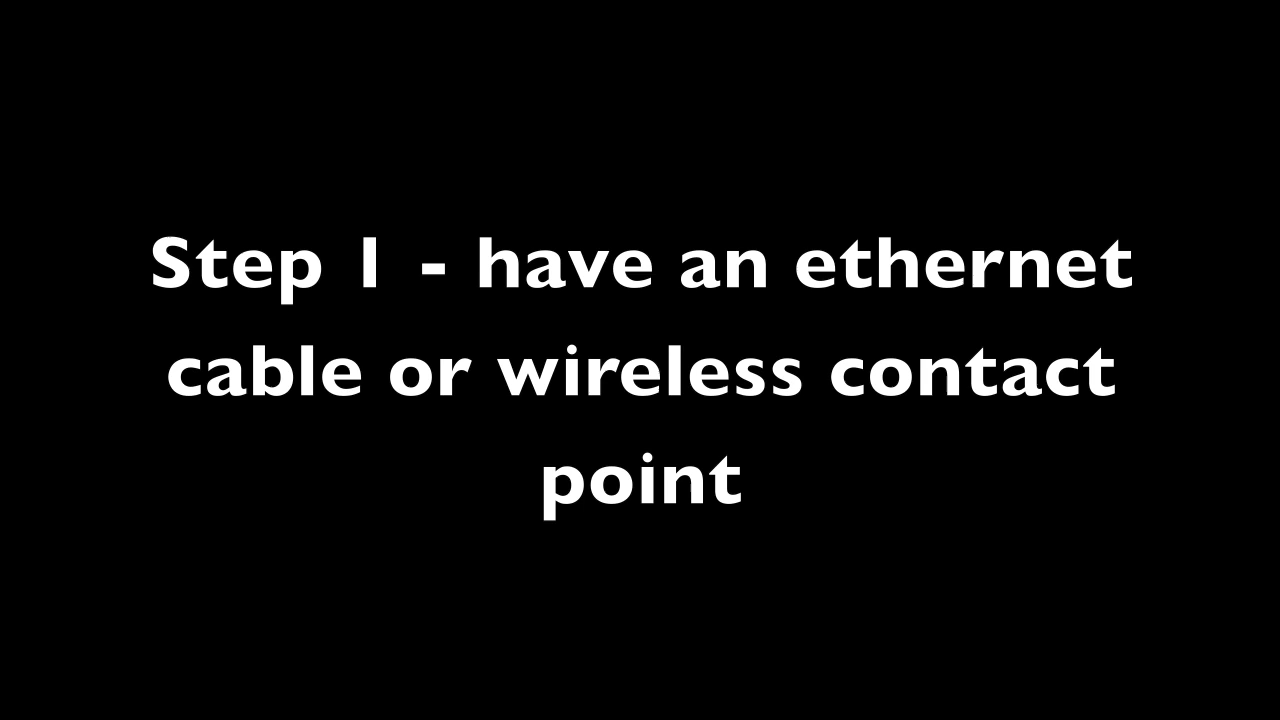 Step 1 - have an ethernet
cable or wireless contact
point